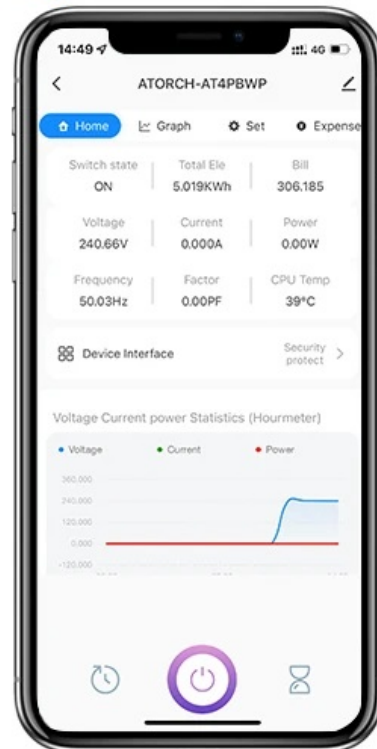 14:49 4G
ATORCH-AT4PBWP
Home Graph Set Expense
Switch state Total Ele Bill
ON 5.019KWh 306.185
Voltage Current Power
240.66V 0.000A 0.00W
Frequency Factor CPU Temp
50.03Hz 0.00PF 39°C
Device Interface Security protect
Voltage Current power Statistics (Hourmeter)
Voltage Current Power
360.000
240.000
120.000
0.000
-120.000